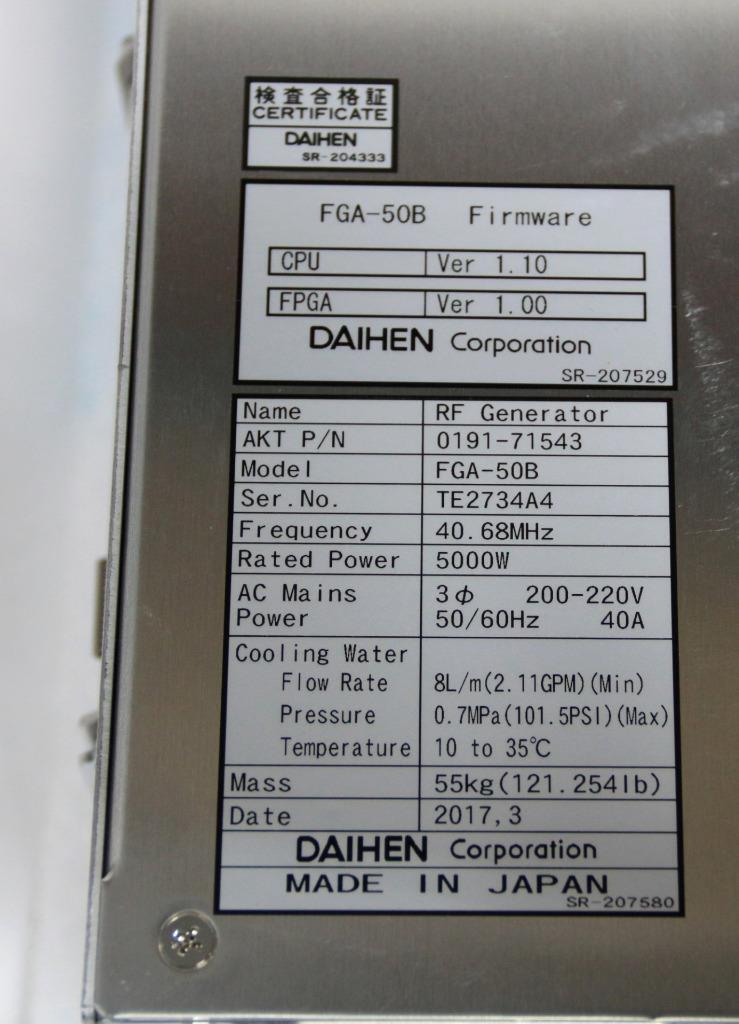 検査合格証
CERTIFICATE
DAIHEN
SR-204333
FGA-50B Firmware
CPU Ver 1.10
FPGA Ver 1.00
DAIHEN Corporation
SR-207529
Name RF Generator
AKT P/N 0191-71543
Model FGA-50B
Ser.No. TE2734A4
Frequency 40.68MHz
Rated Power 5000W
AC Mains 3φ 200-220V
Power 50/60Hz 40A
Cooling Water
Flow Rate 8L/m(2.11GPM)(Min)
Pressure 0.7MPa(101.5PSI)(Max)
Temperature 10 to 35℃
Mass 55kg(121.254lb)
Date 2017,3
DAIHEN Corporation
MADE IN JAPAN
SR-207580